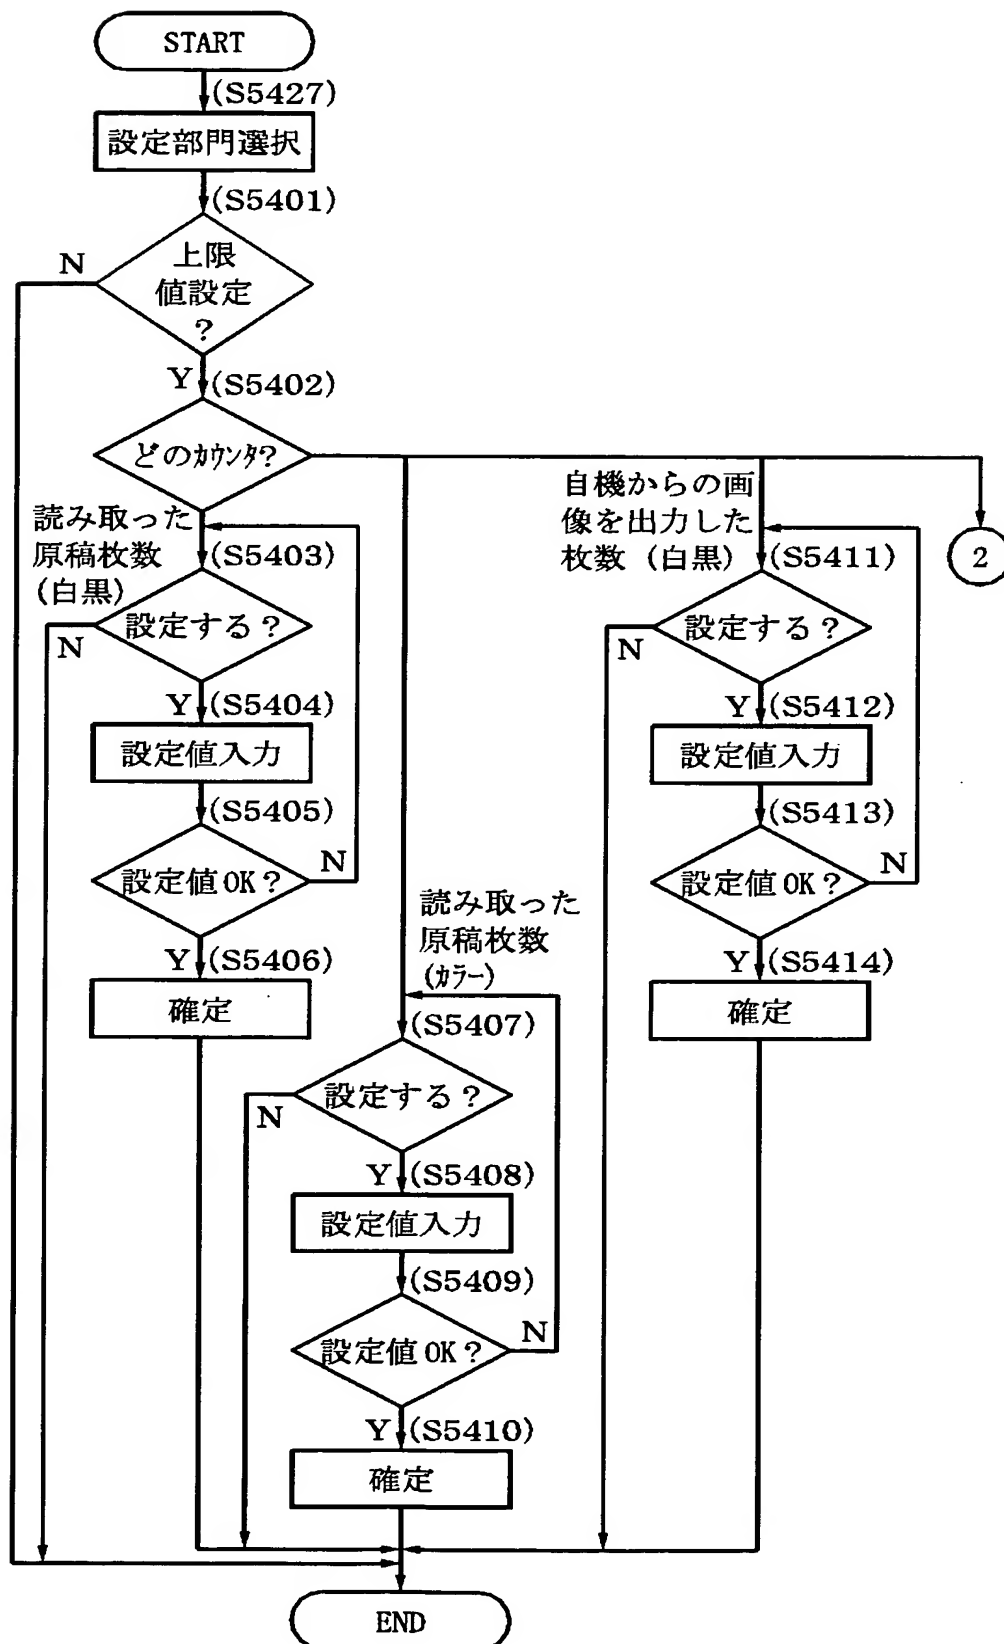 START
(S5427)
設定部門選択
(S5401)
上限
値設定
?
N
Y
(S5402)
どのカウンタ?
読み取った
原稿枚数
(白黒)
(S5403)
設定する?
N
Y
(S5404)
設定値入力
(S5405)
設定値OK?
N
Y
(S5406)
確定
読み取った
原稿枚数
(カラー)
(S5407)
設定する?
N
Y
(S5408)
設定値入力
(S5409)
設定値OK?
N
Y
(S5410)
確定
自機からの画
像を出力した
枚数 (白黒)
(S5411)
設定する?
N
Y
(S5412)
設定値入力
(S5413)
設定値OK?
N
Y
(S5414)
確定
2
END